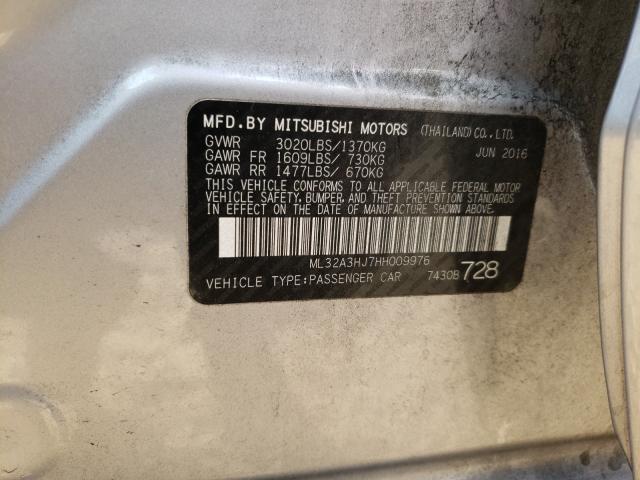 MFD.BY MITSUBISHI MOTORS (THAILAND) CO.,LTD.
GVWR 3020LBS/1370KG JUN 2016
GAWR FR 1609LBS/ 730KG
GAWR RR 1477LBS/ 670KG
THIS VEHICLE CONFORMS TO ALL APPLICABLE FEDERAL MOTOR
VEHICLE SAFETY, BUMPER, AND THEFT PREVENTION STANDARDS
IN EFFECT ON THE DATE OF MANUFACTURE SHOWN ABOVE.
ML32A3HJ7HH009976
VEHICLE TYPE:PASSENGER CAR 7430B 728